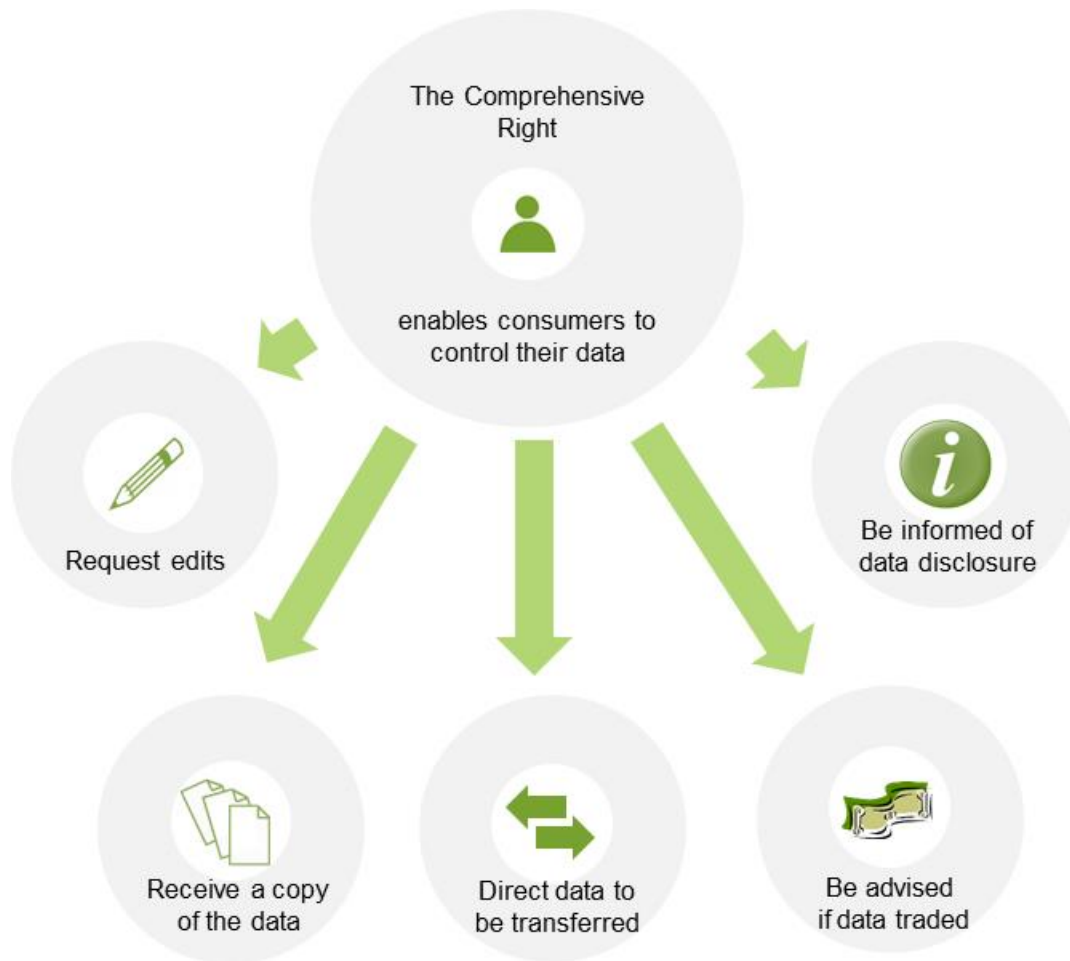 The Comprehensive
Right
enables consumers to
control their data
Request edits
i
Be informed of
data disclosure
Receive a copy
of the data
Direct data to
be transferred
Be advised
if data traded